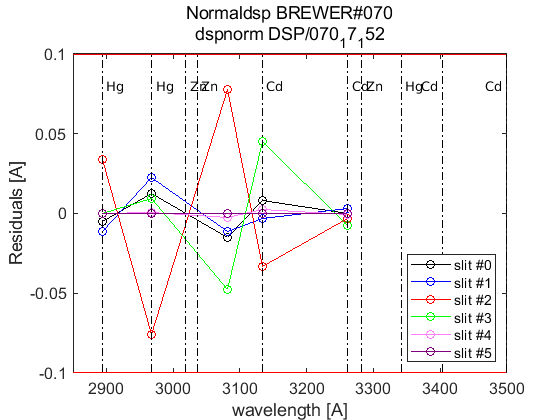 Normaldsp BREWER#070
dspnorm DSP/070₁7₁52
Hg Hg Zn Zn Cd Cd Zn Hg Cd Cd
0.1
0.05
0
-0.05
-0.1
Residuals [A]
slit #0
slit #1
slit #2
slit #3
slit #4
slit #5
2900 3000 3100 3200 3300 3400 3500
wavelength [A]